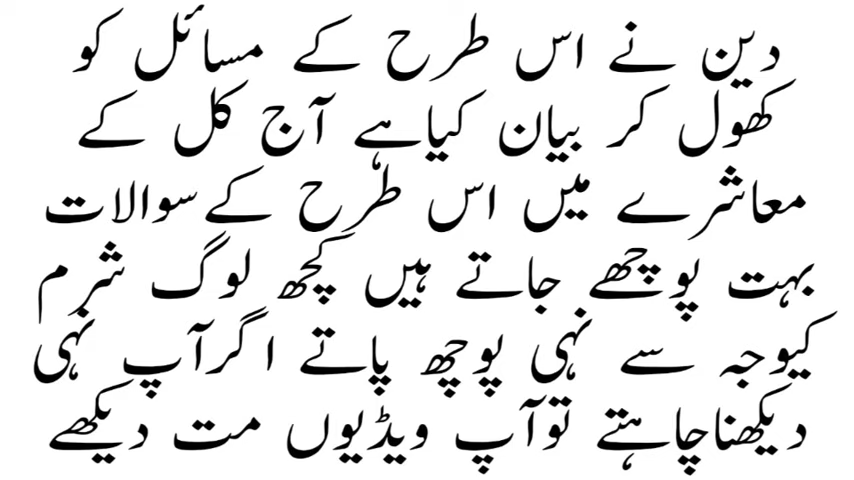 دین نے اس طرح کے مسائل کو
کھول کر بیان کیاہے آج کل کے
معاشرے میں اس طرح کے سوالات
بہت پوچھے جاتے ہیں کچھ لوگ شرم
کیوجہ سے نہی پوچھ پاتے اگرآپ نہی
دیکھناچاہتے توآپ ویڈیوں مت دیکھے